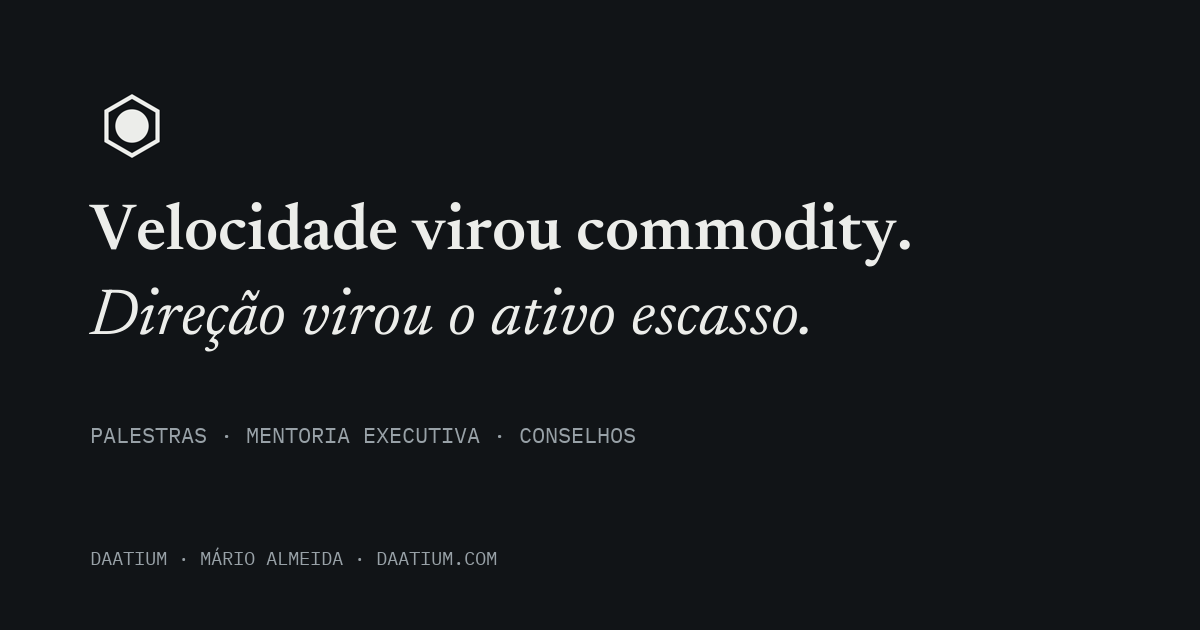 Velocidade virou commodity.
Direção virou o ativo escasso.
PALESTRAS · MENTORIA EXECUTIVA · CONSELHOS
DAATIUM · MÁRIO ALMEIDA · DAATIUM.COM